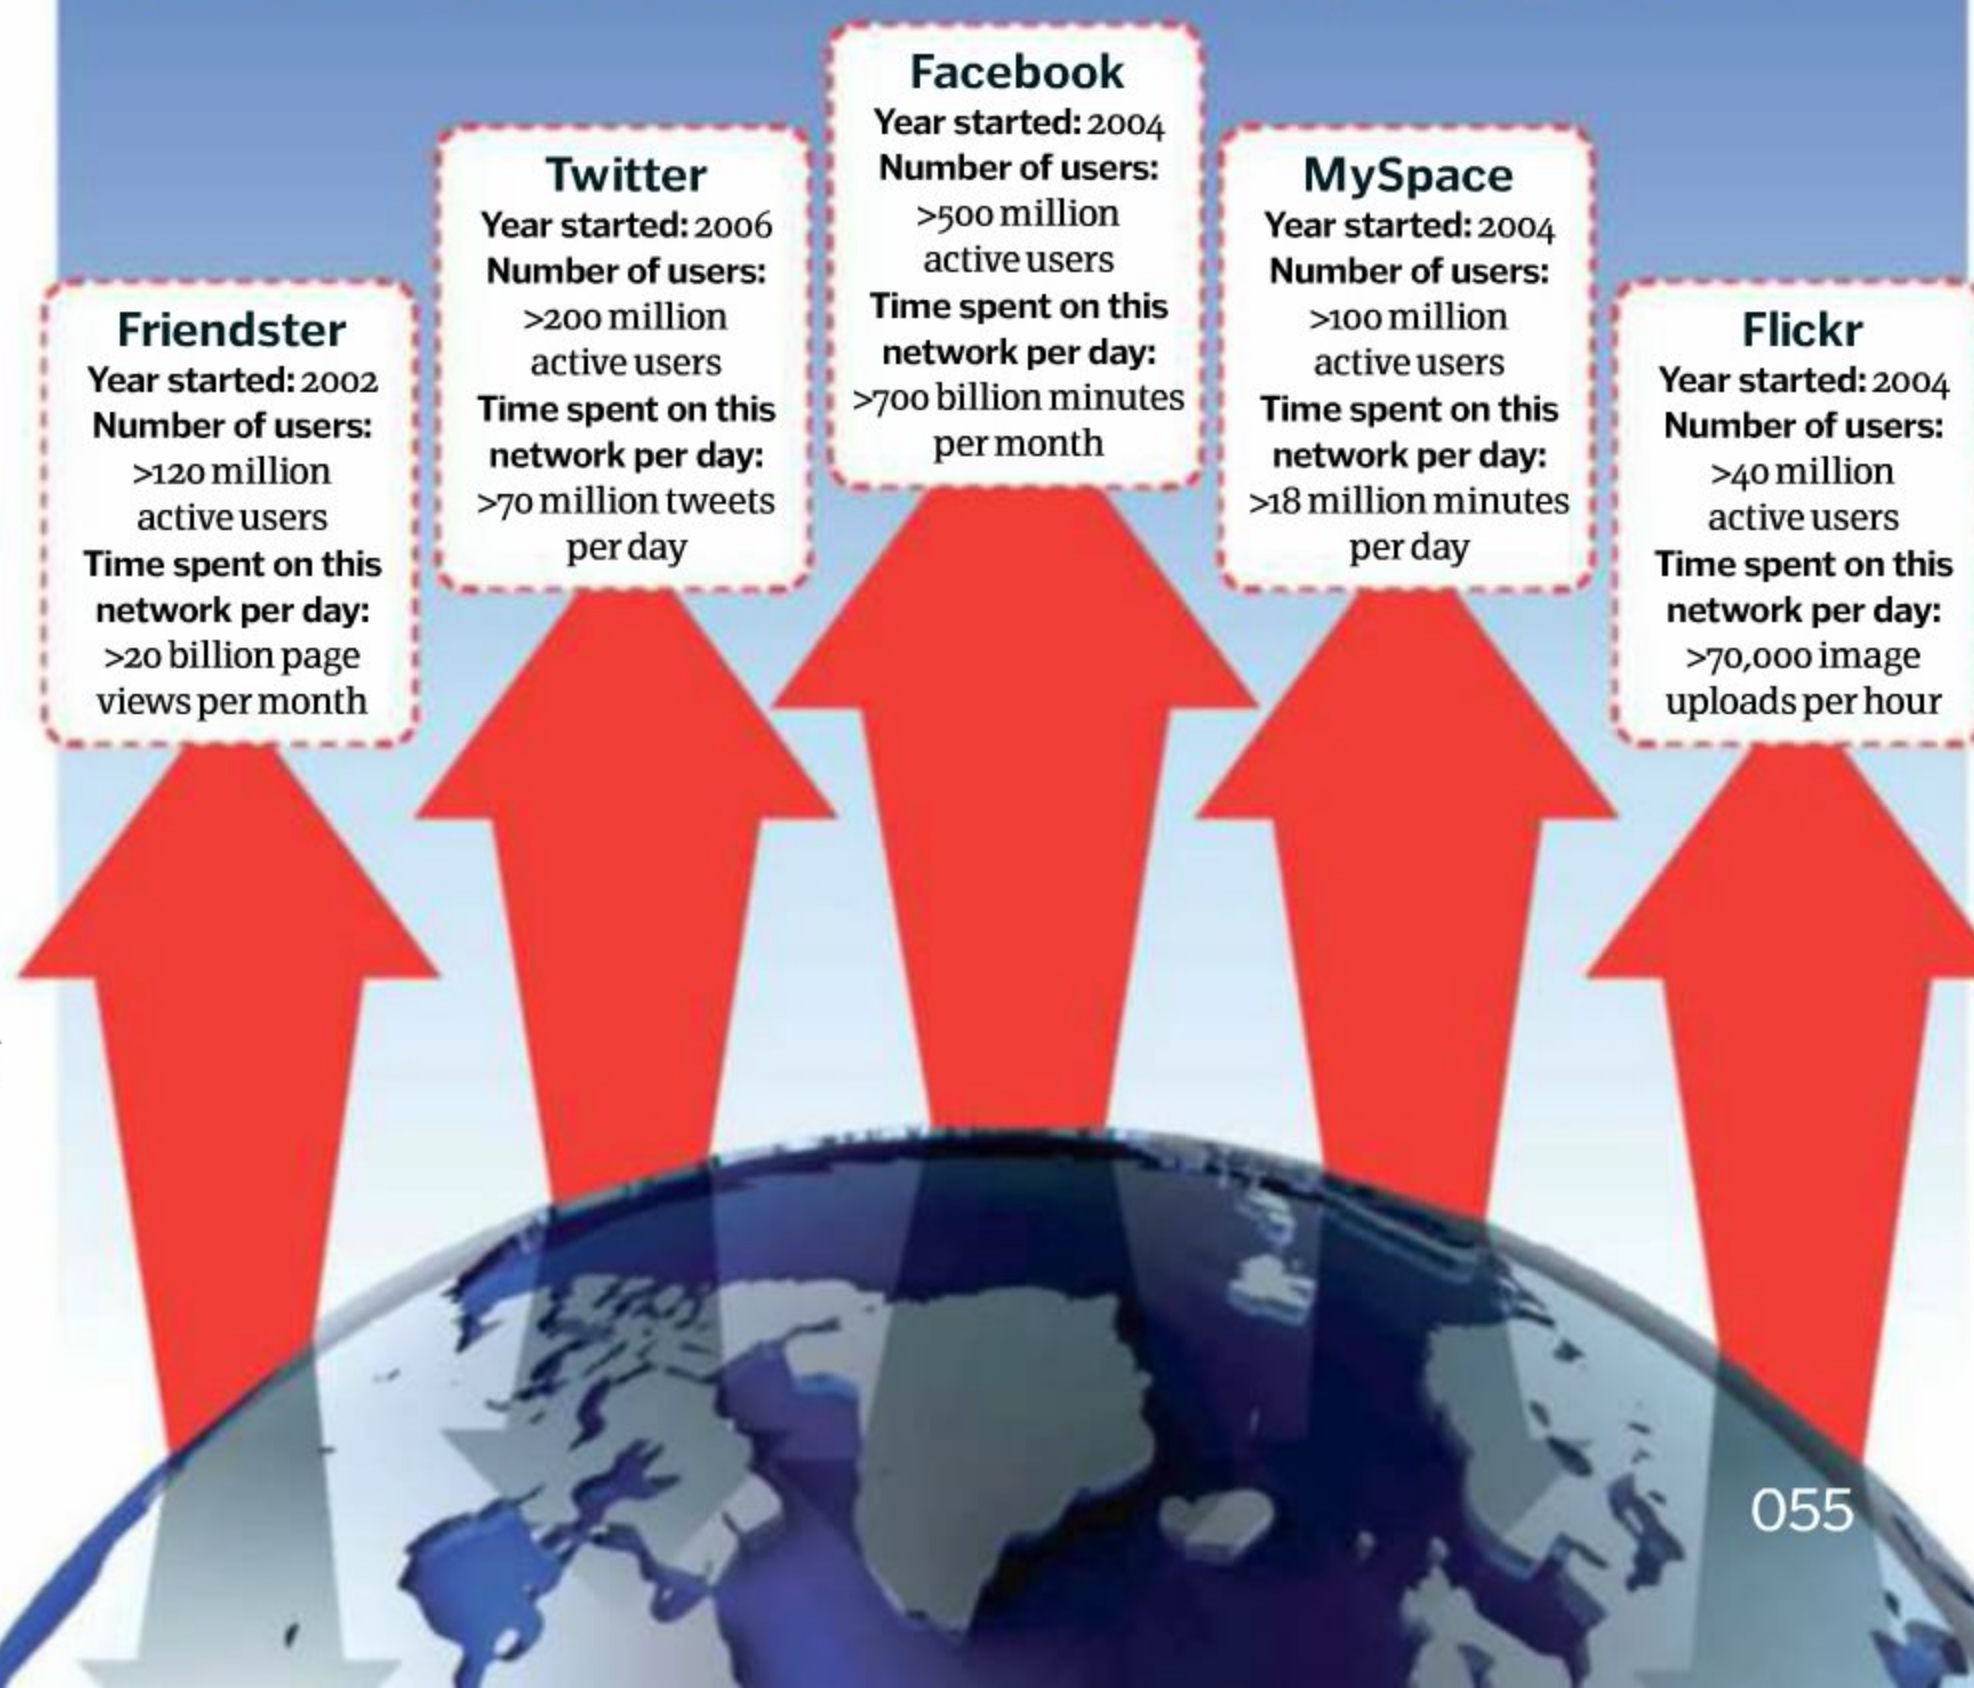 Friendster
Year started: 2002
Number of users:
>120 million
active users
Time spent on this
network per day:
>20 billion page
views per month
Twitter
Year started: 2006
Number of users:
>200 million
active users
Time spent on this
network per day:
>70 million tweets
per day
Facebook
Year started: 2004
Number of users:
>500 million
active users
Time spent on this
network per day:
>700 billion minutes
per month
MySpace
Year started: 2004
Number of users:
>100 million
active users
Time spent on this
network per day:
>18 million minutes
per day
Flickr
Year started: 2004
Number of users:
>40 million
active users
Time spent on this
network per day:
>70,000 image
uploads per hour
055